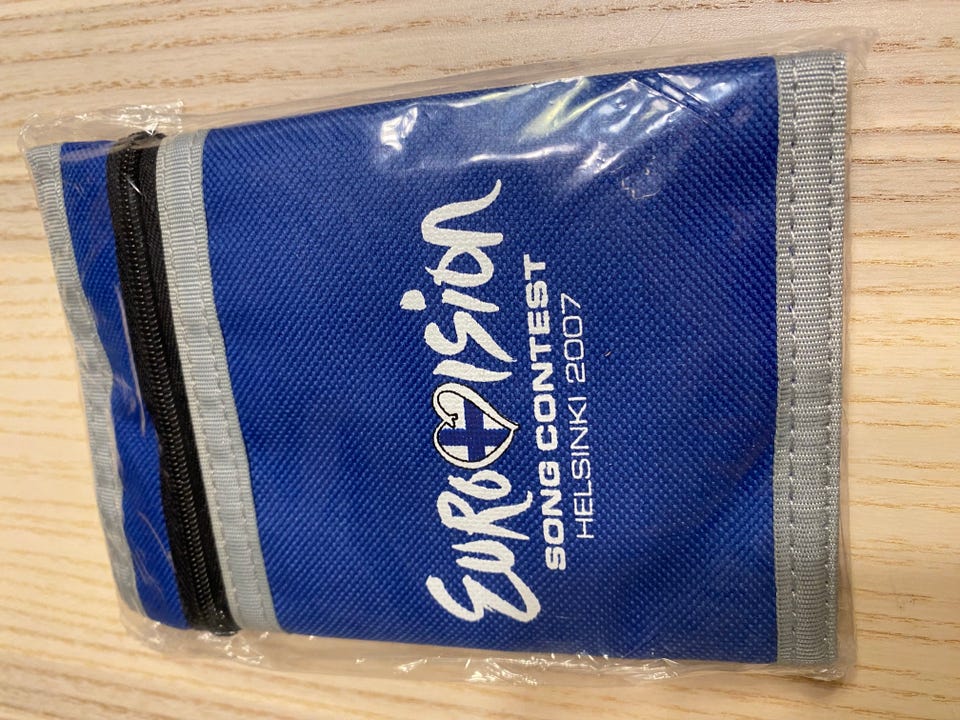 Eurovision
SONG CONTEST
HELSINKI 2007